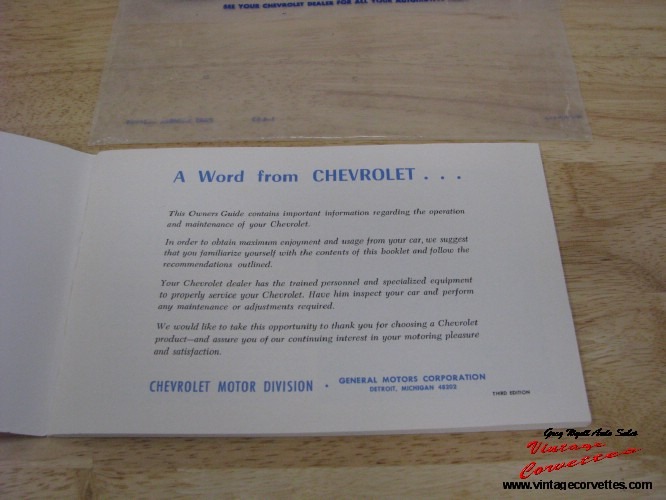 SEE YOUR CHEVROLET DEALER FOR ALL YOUR
A Word from CHEVROLET . . .
This Owners Guide contains important information regarding the operation
and maintenance of your Chevrolet.
In order to obtain maximum enjoyment and usage from your car, we suggest
that you familiarize yourself with the contents of this booklet and follow the
recommendations outlined.
Your Chevrolet dealer has the trained personnel and specialized equipment
to properly service your Chevrolet. Have him inspect your car and perform
any maintenance or adjustments required.
We would like to take this opportunity to thank you for choosing a Chevrolet
product—and assure you of our continuing interest in your motoring pleasure
and satisfaction.
CHEVROLET MOTOR DIVISION • GENERAL MOTORS CORPORATION
DETROIT, MICHIGAN 48202
THIRD EDITION
Greg Wyatt Auto Sales
Vintage
Corvettes
www.vintagecorvettes.com